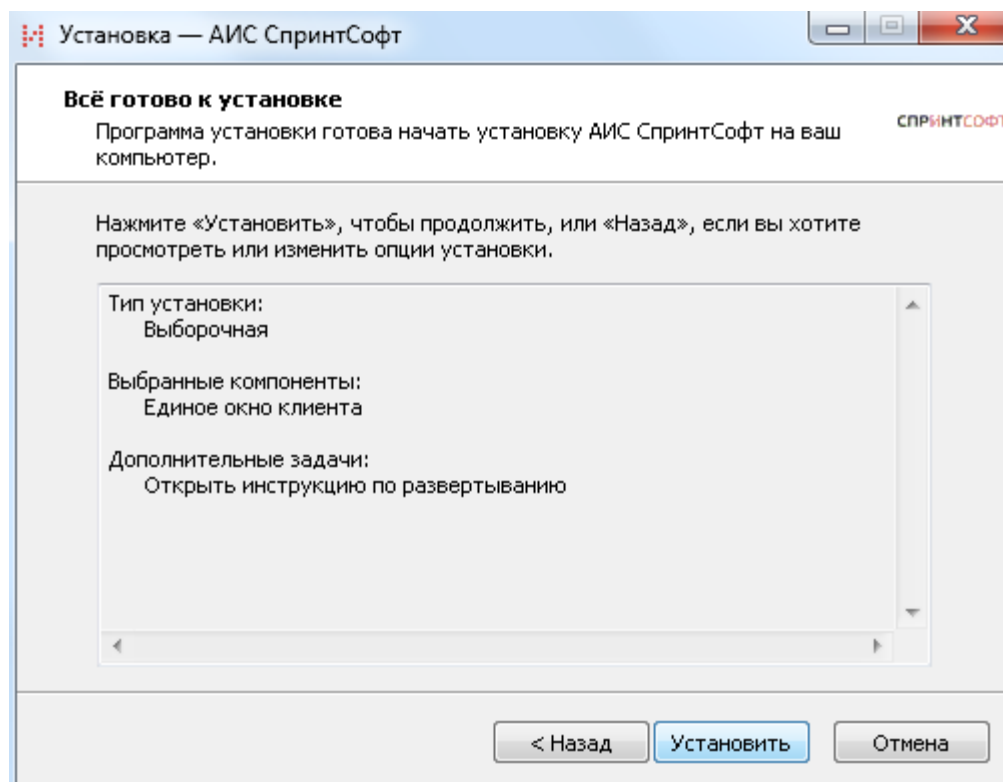 Установка — АИС СпринтСофт
Всё готово к установке
Программа установки готова начать установку АИС СпринтСофт на ваш
компьютер.
СПРИНТСОФТ
Нажмите «Установить», чтобы продолжить, или «Назад», если вы хотите
просмотреть или изменить опции установки.
Тип установки:
Выборочная
Выбранные компоненты:
Единое окно клиента
Дополнительные задачи:
Открыть инструкцию по развертыванию
< Назад
Установить
Отмена